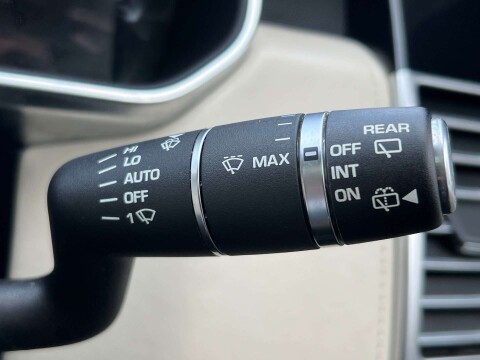 HI
LO
AUTO
OFF
1
MAX
REAR
OFF
INT
ON